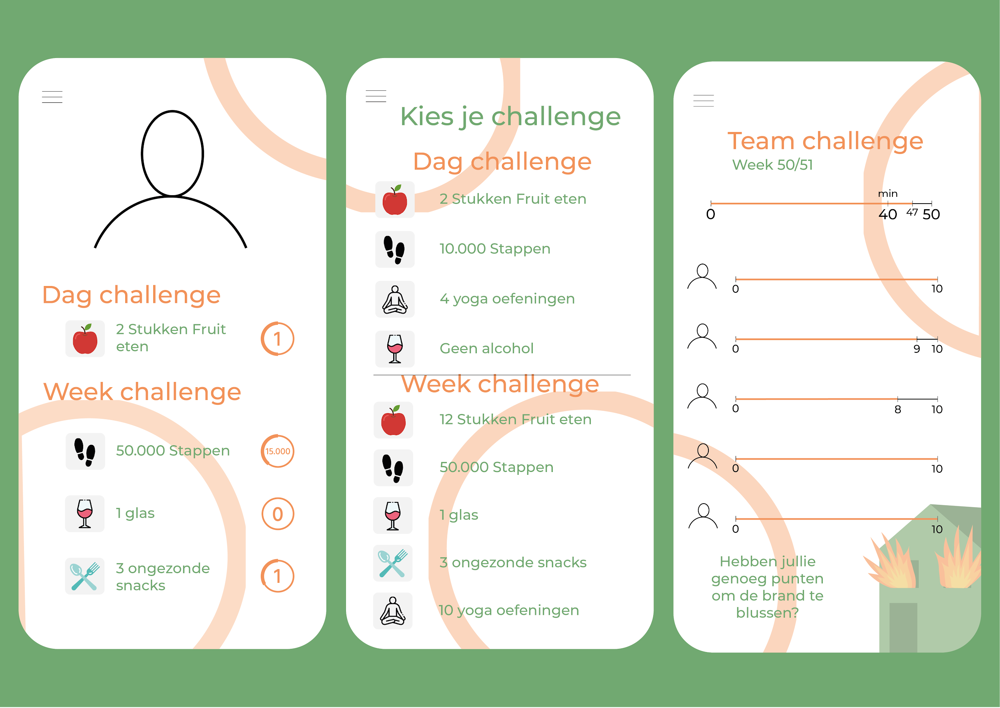 Dag challenge
2 Stukken Fruit
eten
1
Week challenge
50.000 Stappen
15.000
1 glas
0
3 ongezonde
snacks
1
Kies je challenge
Dag challenge
2 Stukken Fruit eten
10.000 Stappen
4 yoga oefeningen
Geen alcohol
Week challenge
12 Stukken Fruit eten
50.000 Stappen
1 glas
3 ongezonde snacks
10 yoga oefeningen
Team challenge
Week 50/51
min
0 40 47 50
0 10
0 9 10
0 8 10
0 10
0 10
Hebben jullie
genoeg punten
om de brand te
blussen?